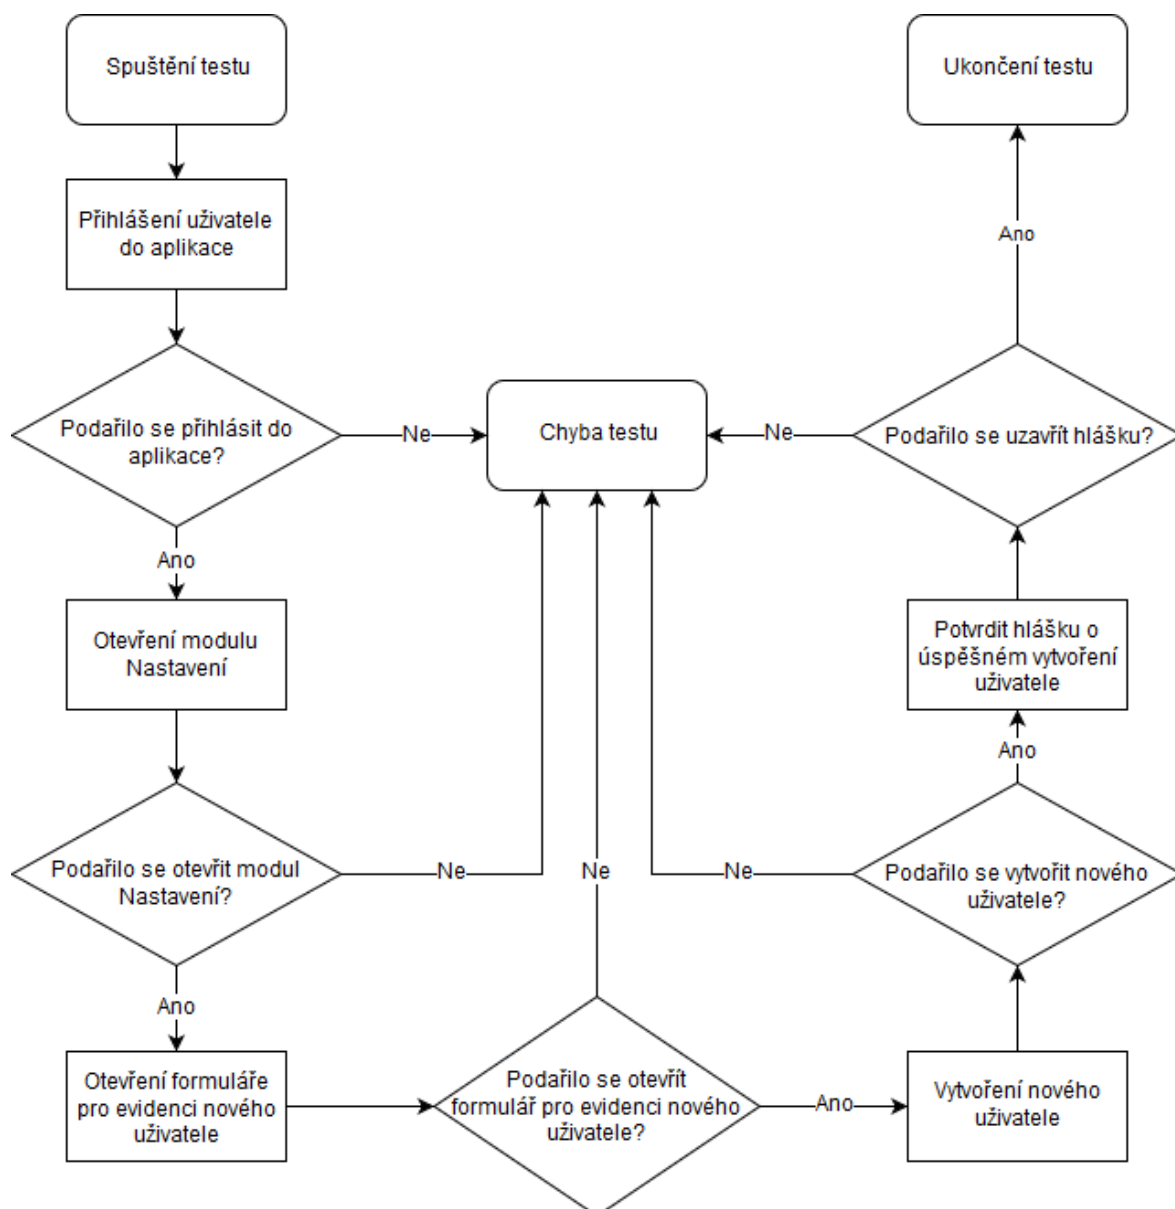 Spuštění testu
Ukončení testu
Přihlášení uživatele
do aplikace
Ano
Podařilo se přihlásit do
aplikace?
Ne
Chyba testu
Ne
Podařilo se uzavřít hlášku?
Ano
Otevření modulu
Nastavení
Potvrdit hlášku o
úspěšném vytvoření
uživatele
Ano
Podařilo se otevřit modul
Nastavení?
Ne
Ne
Ne
Podařilo se vytvořit nového
uživatele?
Ano
Otevření formuláře
pro evidenci nového
uživatele
Podařilo se otevřít
formulář pro evidenci nového
uživatele?
Ano
Vytvoření nového
uživatele